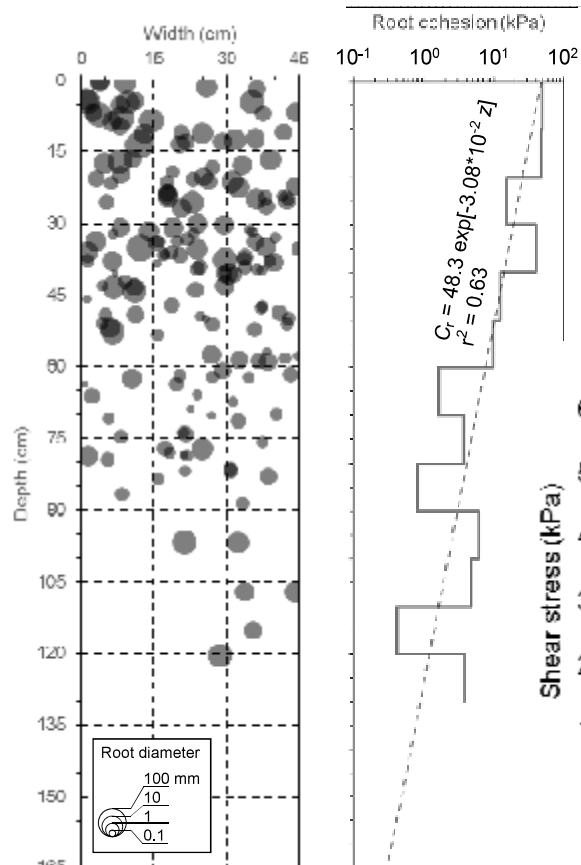 Width (cm)
0 15 30 45
Depth (cm)
0
15
30
45
60
75
90
105
120
135
150
165
Root diameter
100 mm
10
1
0.1
Root cohesion (kPa)
10⁻¹ 10⁰ 10¹ 10²
Cᵣ = 48.3 exp[-3.08*10⁻² z]
r² = 0.63
Shear stress (kPa)